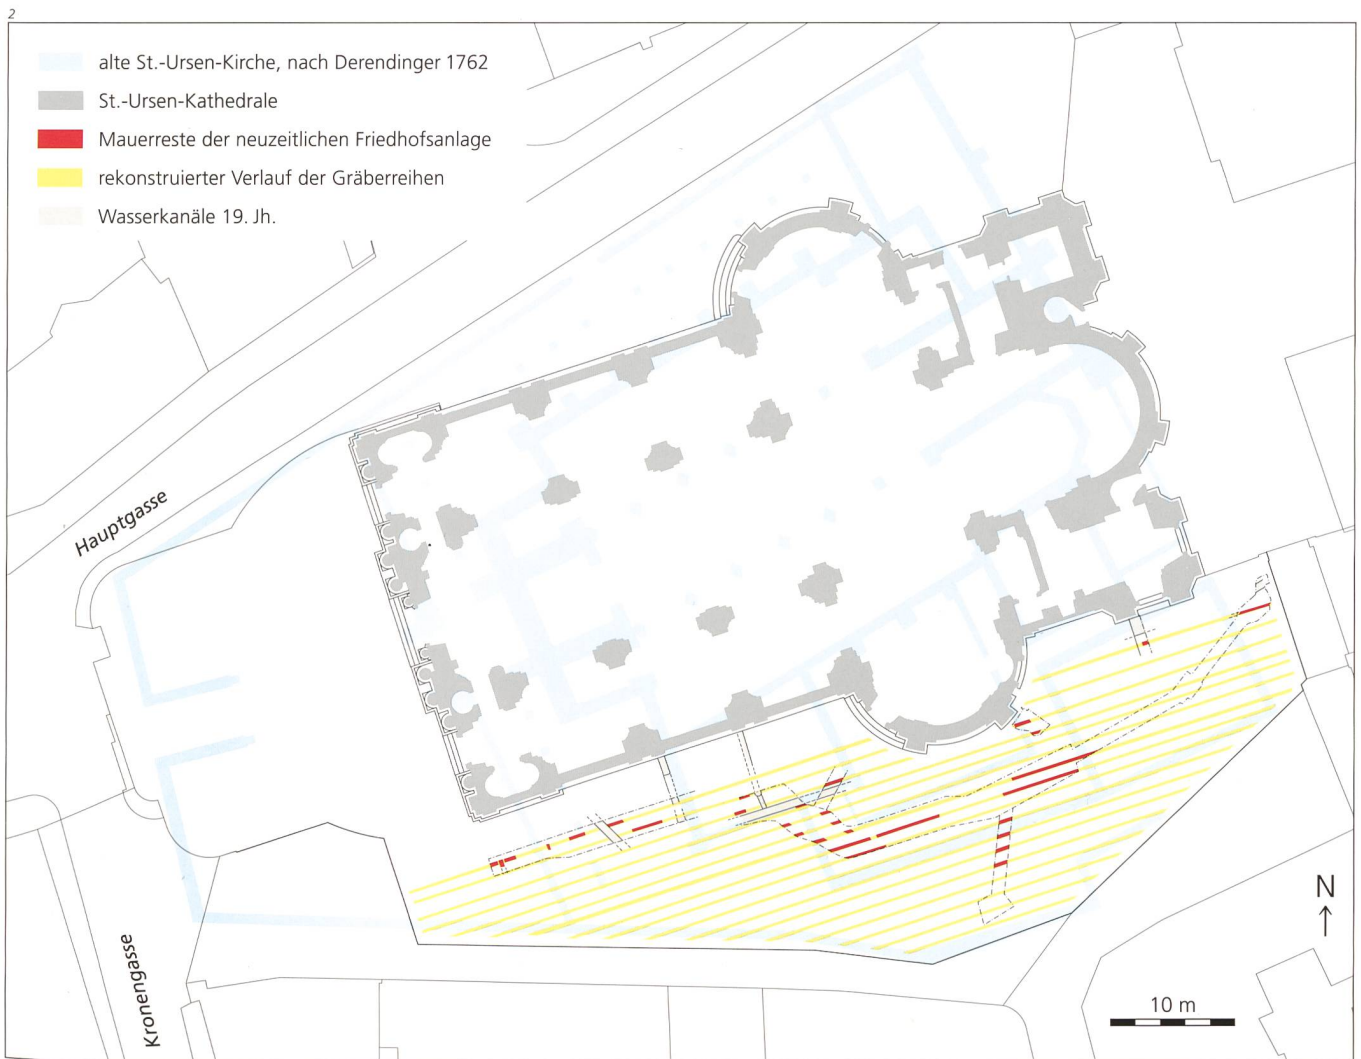 2
alte St.-Ursen-Kirche, nach Derendinger 1762
St.-Ursen-Kathedrale
Mauerreste der neuzeitlichen Friedhofsanlage
rekonstruierter Verlauf der Gräberreihen
Wasserkanäle 19. Jh.
Hauptgasse
Kronengasse
N
10 m